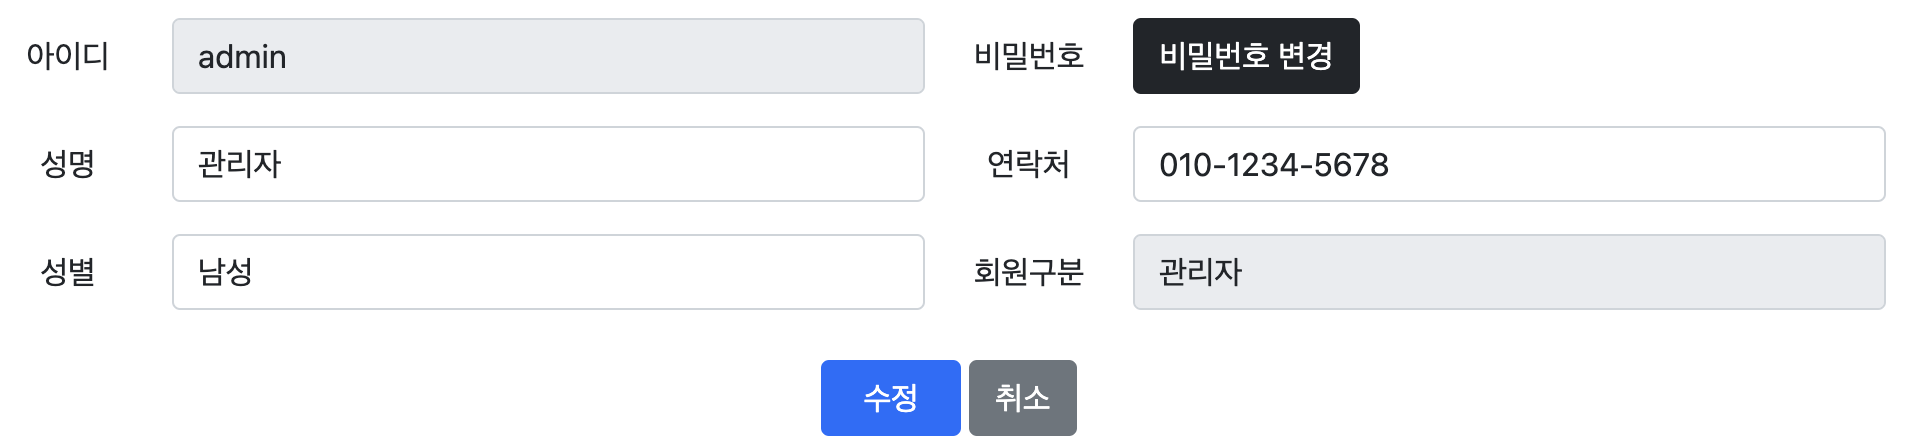 아이디 admin 비밀번호 비밀번호 변경
성명 관리자 연락처 010-1234-5678
성별 남성 회원구분 관리자
수정 취소